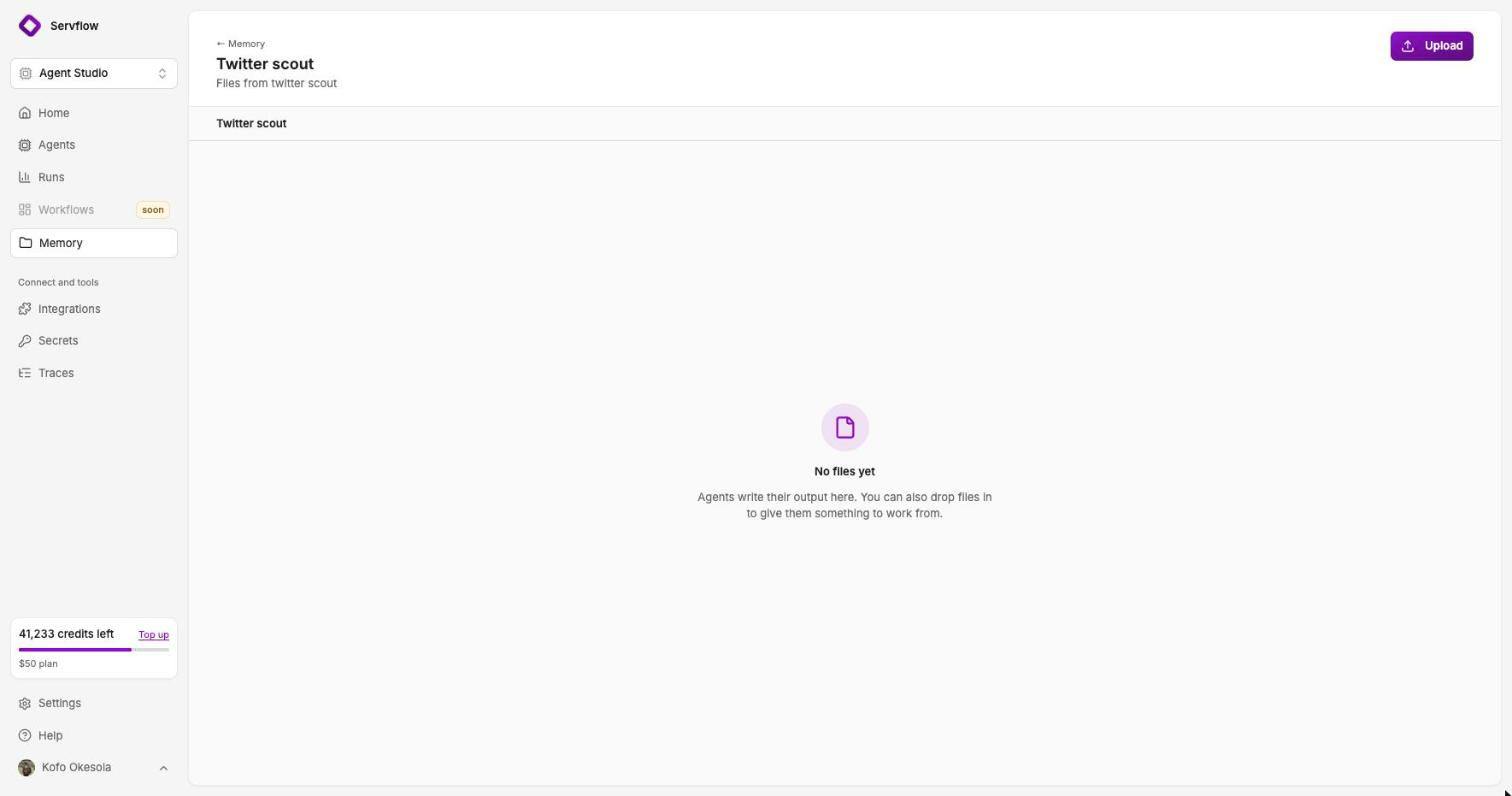 Servflow
Agent Studio
Home
Agents
Runs
Workflows
soon
Memory
Connect and tools
Integrations
Secrets
Traces
41,233 credits left
Top up
$50 plan
Settings
Help
Kofo Okesola
← Memory
Twitter scout
Files from twitter scout
Upload
Twitter scout
No files yet
Agents write their output here. You can also drop files in
to give them something to work from.